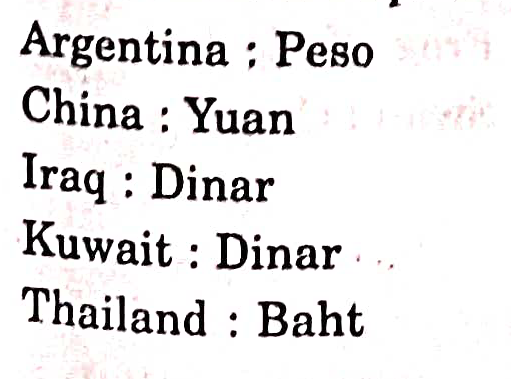 Argentina : Peso
China : Yuan
Iraq : Dinar
Kuwait : Dinar
Thailand : Baht